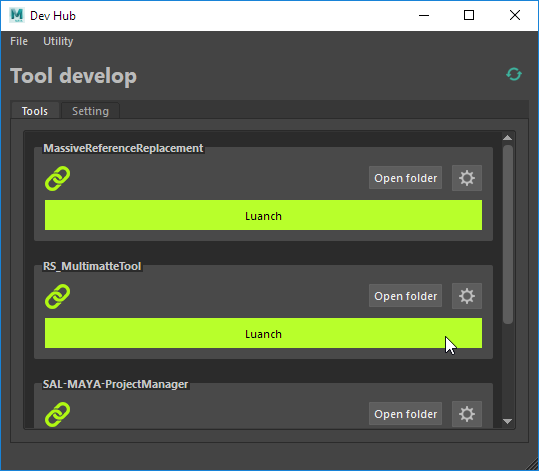 Dev Hub
File Utility
Tool develop
Tools Setting
MassiveReferenceReplacement
Open folder
Luanch
RS_MultimatteTool
Open folder
Luanch
SAL-MAYA-ProjectManager
Open folder